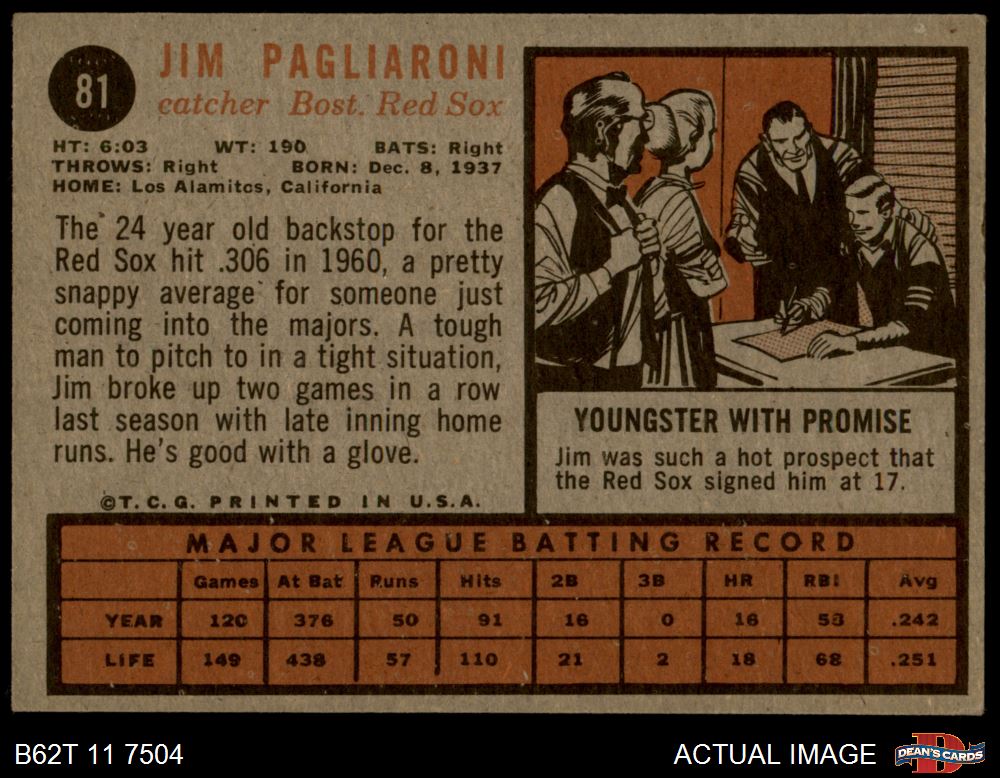 81
JIM PAGLIARONI
catcher Bost. Red Sox
HT: 6:03 WT: 190 BATS: Right
THROWS: Right BORN: Dec. 8, 1937
HOME: Los Alamitos, California
The 24 year old backstop for the
Red Sox hit .306 in 1960, a pretty
snappy average for someone just
coming into the majors. A tough
man to pitch to in a tight situation,
Jim broke up two games in a row
last season with late inning home
runs. He's good with a glove.
©T.C.G. PRINTED IN U.S.A.
YOUNGSTER WITH PROMISE
Jim was such a hot prospect that
the Red Sox signed him at 17.
MAJOR LEAGUE BATTING RECORD
Games At Bat Runs Hits 2B 3B HR RBI Avg
YEAR 120 376 50 91 16 0 16 58 .242
LIFE 149 438 57 110 21 2 18 68 .251
B62T 11 7504
ACTUAL IMAGE
D
DEAN'S CARDS